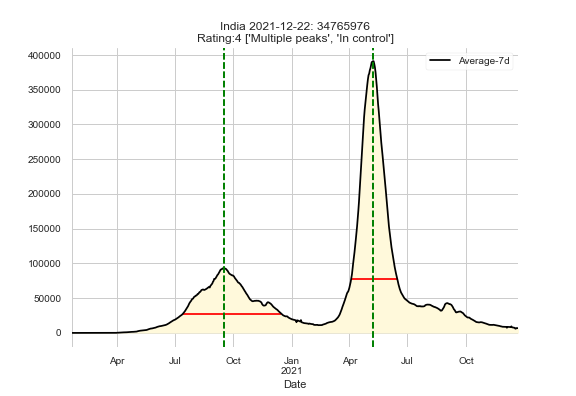 India 2021-12-22: 34765976
Rating:4 ['Multiple peaks', 'In control']
Average-7d
400000
350000
300000
250000
200000
150000
100000
50000
0
Apr Jul Oct Jan Apr Jul Oct
2021
Date